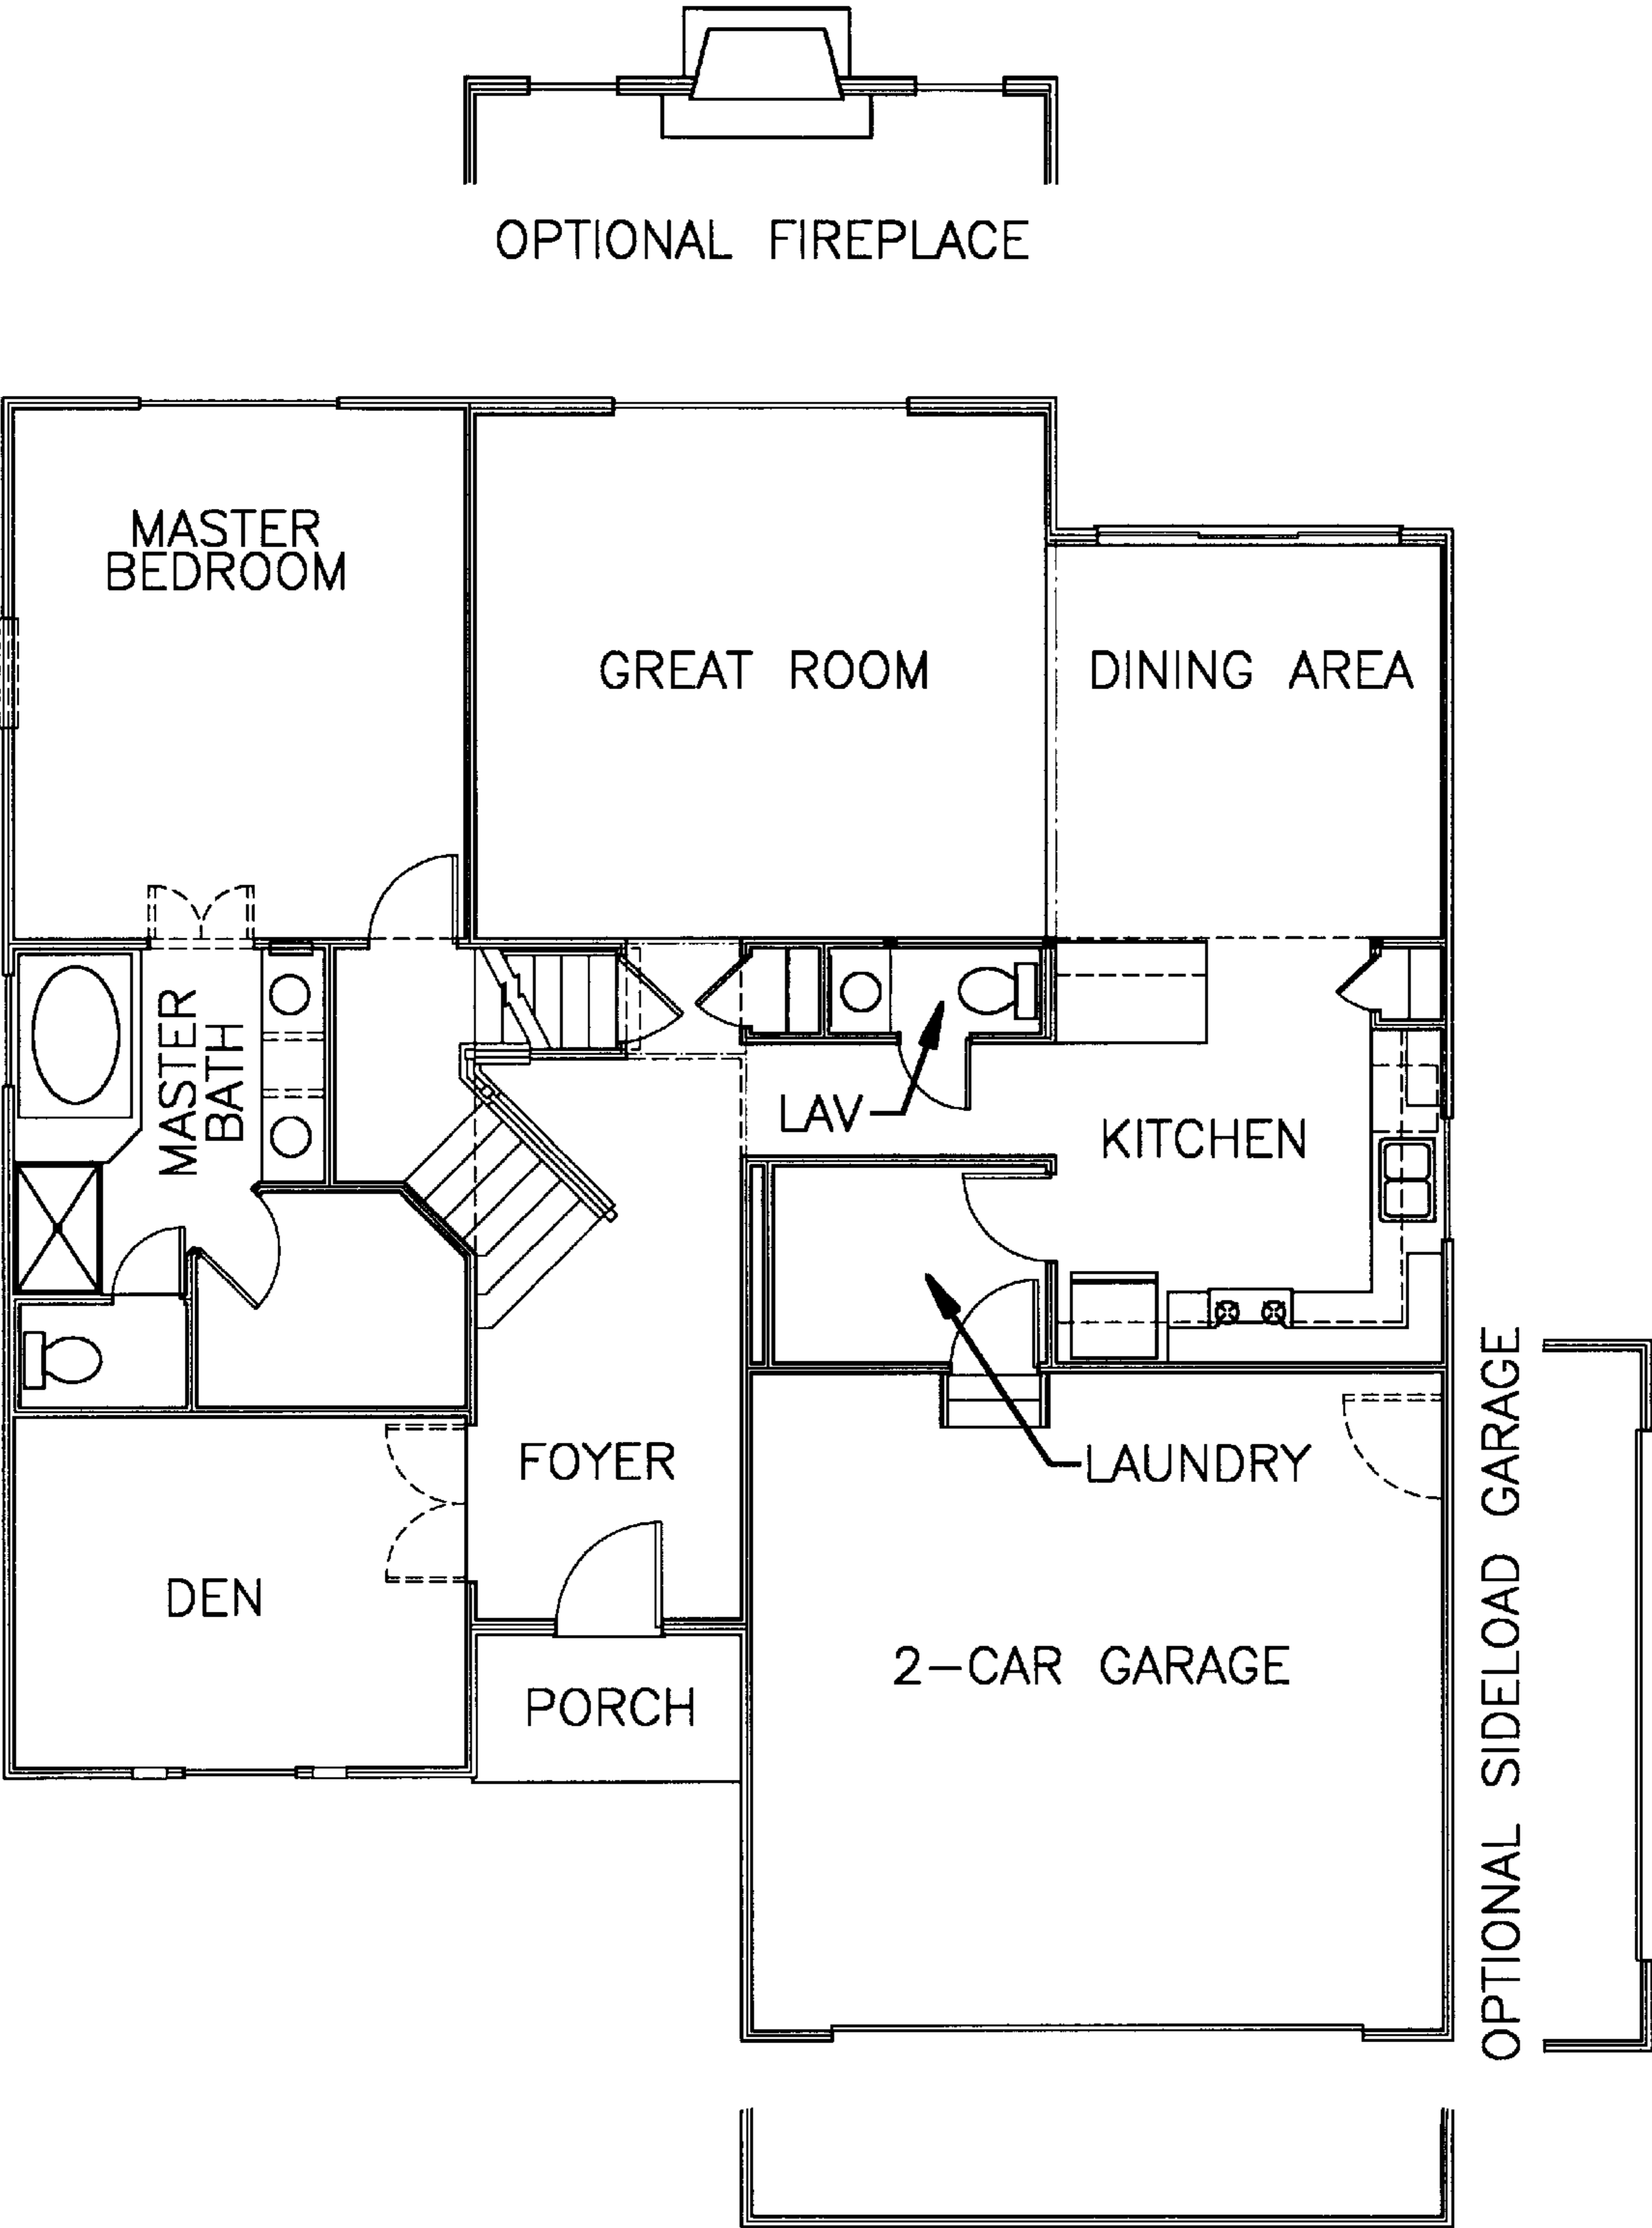 OPTIONAL FIREPLACE
MASTER
BEDROOM
GREAT ROOM
DINING AREA
MASTER
BATH
LAV
KITCHEN
FOYER
LAUNDRY
DEN
2-CAR GARAGE
PORCH
OPTIONAL SIDELOAD GARAGE